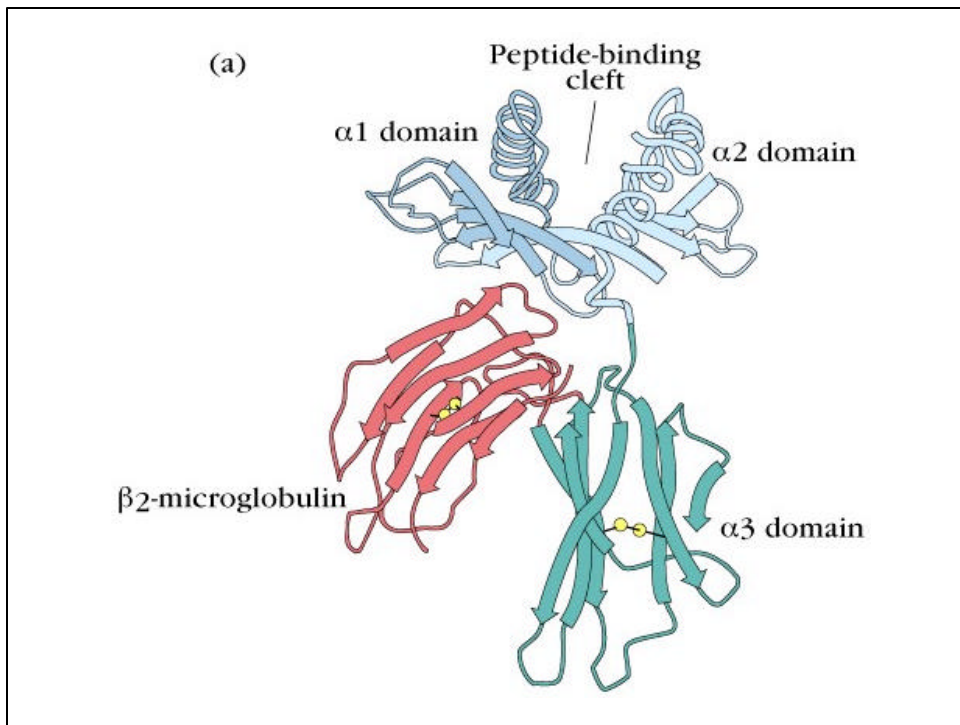 (a)
Peptide-binding
cleft
α1 domain
α2 domain
β2-microglobulin
α3 domain